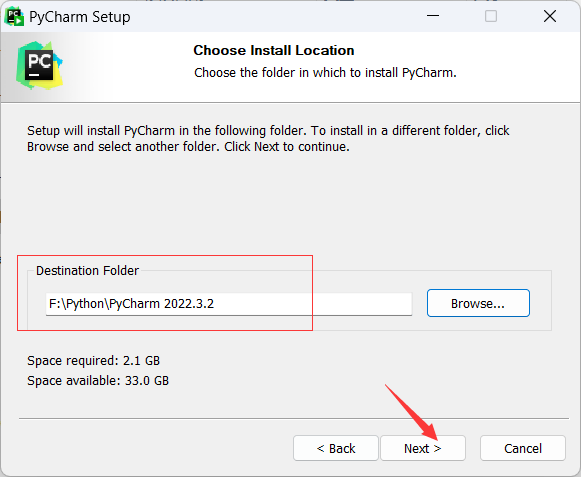 PyCharm Setup
PC
Choose Install Location
Choose the folder in which to install PyCharm.
Setup will install PyCharm in the following folder. To install in a different folder, click
Browse and select another folder. Click Next to continue.
Destination Folder
F:\Python\PyCharm 2022.3.2
Browse...
Space required: 2.1 GB
Space available: 33.0 GB
< Back
Next >
Cancel